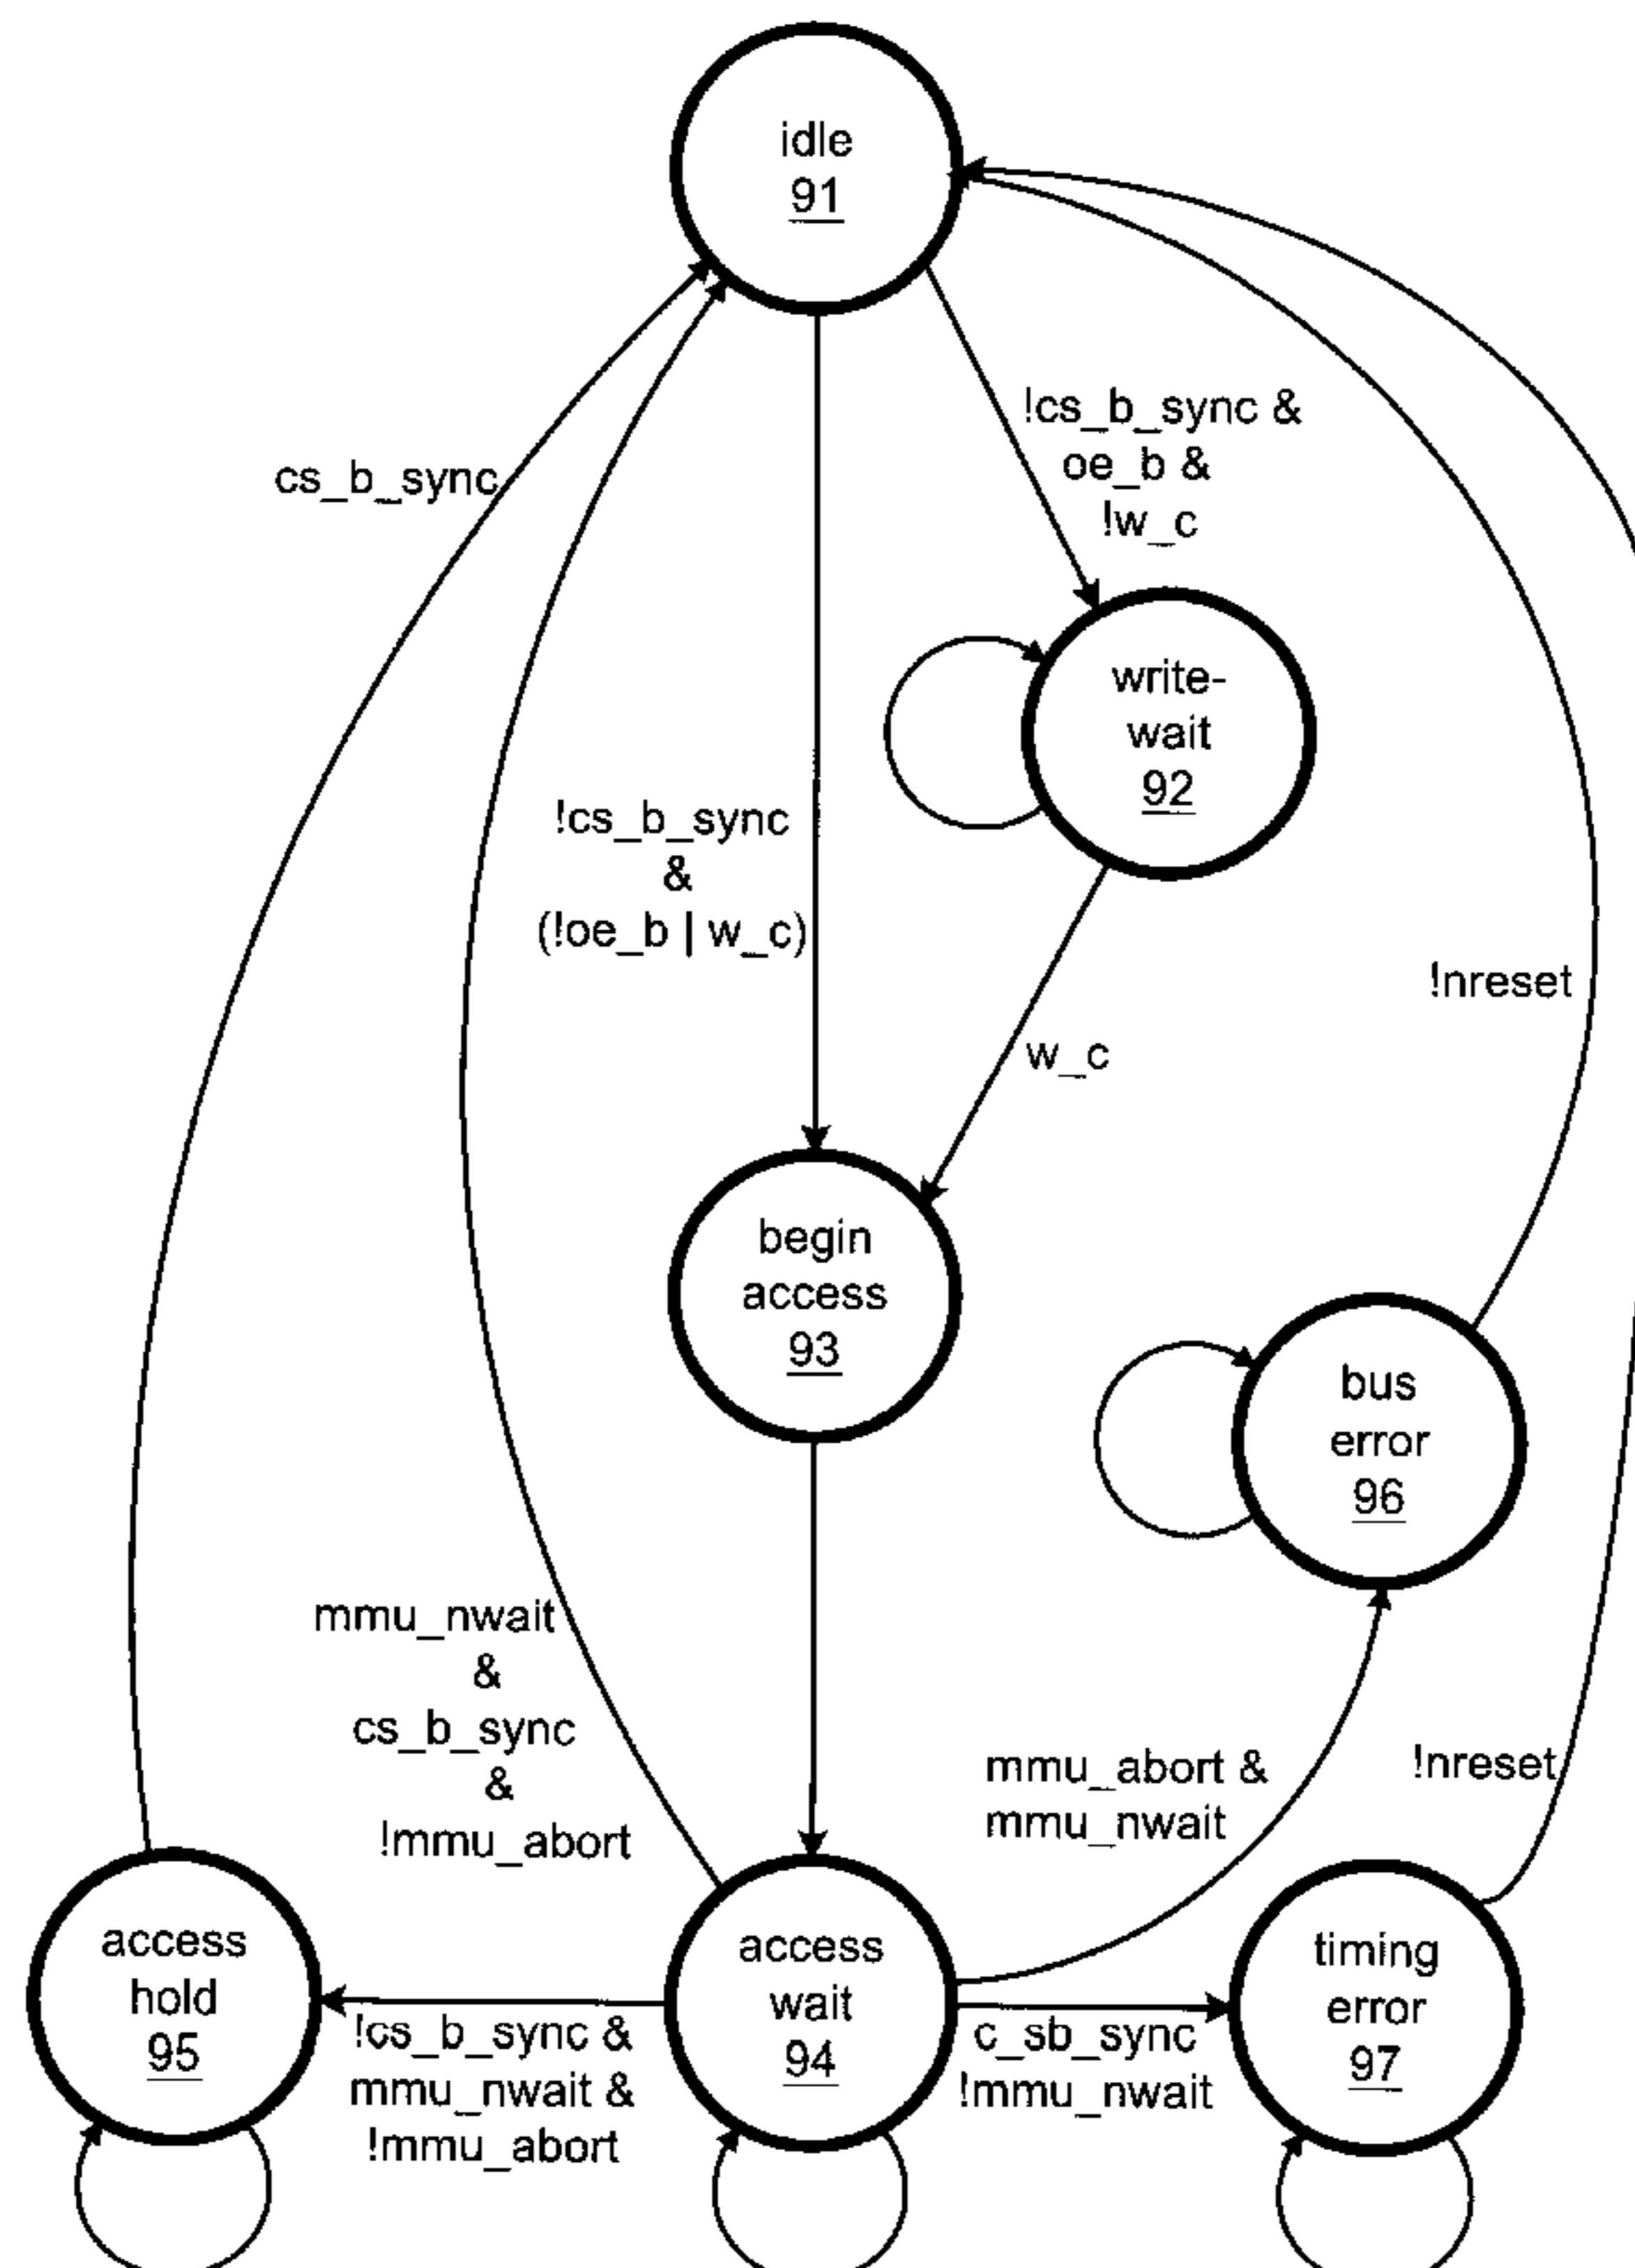 idle
91
!cs_b_sync &
oe_b &
!w_c
cs_b_sync
write-
wait
92
!cs_b_sync
&
(!oe_b | w_c)
!nreset
w_c
begin
access
93
bus
error
96
mmu_nwait
&
cs_b_sync
&
!mmu_abort
mmu_abort &
mmu_nwait
!nreset
access
hold
95
!cs_b_sync &
mmu_nwait &
!mmu_abort
access
wait
94
c_sb_sync
!mmu_nwait
timing
error
97